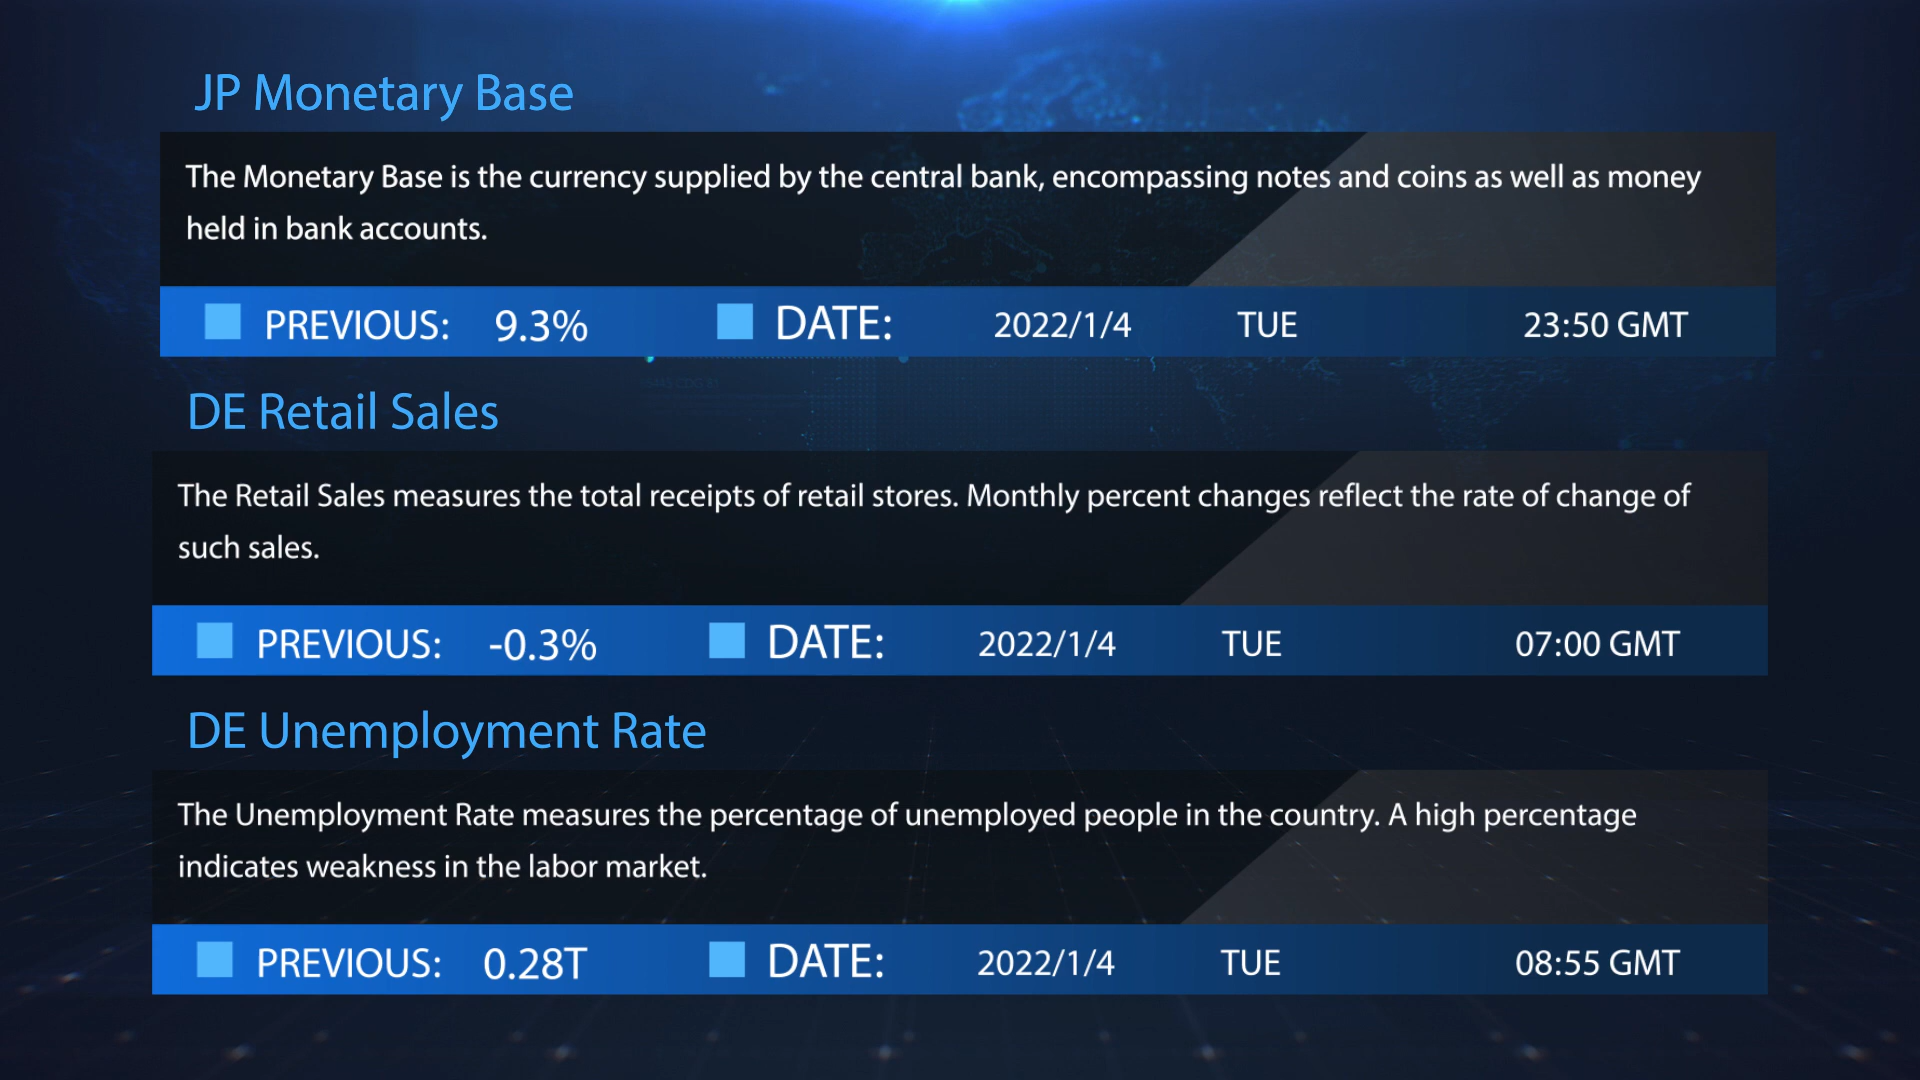 JP Monetary Base
The Monetary Base is the currency supplied by the central bank, encompassing notes and coins as well as money
held in bank accounts.
PREVIOUS: 9.3% DATE: 2022/1/4 TUE 23:50 GMT
DE Retail Sales
The Retail Sales measures the total receipts of retail stores. Monthly percent changes reflect the rate of change of
such sales.
PREVIOUS: -0.3% DATE: 2022/1/4 TUE 07:00 GMT
DE Unemployment Rate
The Unemployment Rate measures the percentage of unemployed people in the country. A high percentage
indicates weakness in the labor market.
PREVIOUS: 0.28T DATE: 2022/1/4 TUE 08:55 GMT